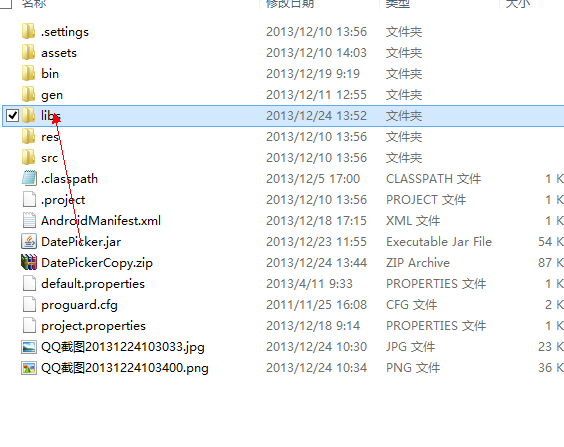 名称 修改日期 类型 大小
.settings 2013/12/10 13:56 文件夹
assets 2013/12/10 14:03 文件夹
bin 2013/12/19 9:19 文件夹
gen 2013/12/11 12:55 文件夹
libs 2013/12/24 13:52 文件夹
res 2013/12/10 13:56 文件夹
src 2013/12/10 13:56 文件夹
.classpath 2013/12/5 17:00 CLASSPATH 文件 1 K
.project 2013/12/10 13:56 PROJECT 文件 1 K
AndroidManifest.xml 2013/12/18 17:15 XML 文件 2 K
DatePicker.jar 2013/12/23 11:55 Executable Jar File 54 K
DatePickerCopy.zip 2013/12/24 13:44 ZIP Archive 87 K
default.properties 2013/4/11 9:33 PROPERTIES 文件 1 K
proguard.cfg 2011/11/25 16:08 CFG 文件 2 K
project.properties 2013/12/18 9:14 PROPERTIES 文件 1 K
QQ截图20131224103033.jpg 2013/12/24 10:30 JPG 文件 23 K
QQ截图20131224103400.png 2013/12/24 10:34 PNG 文件 36 K